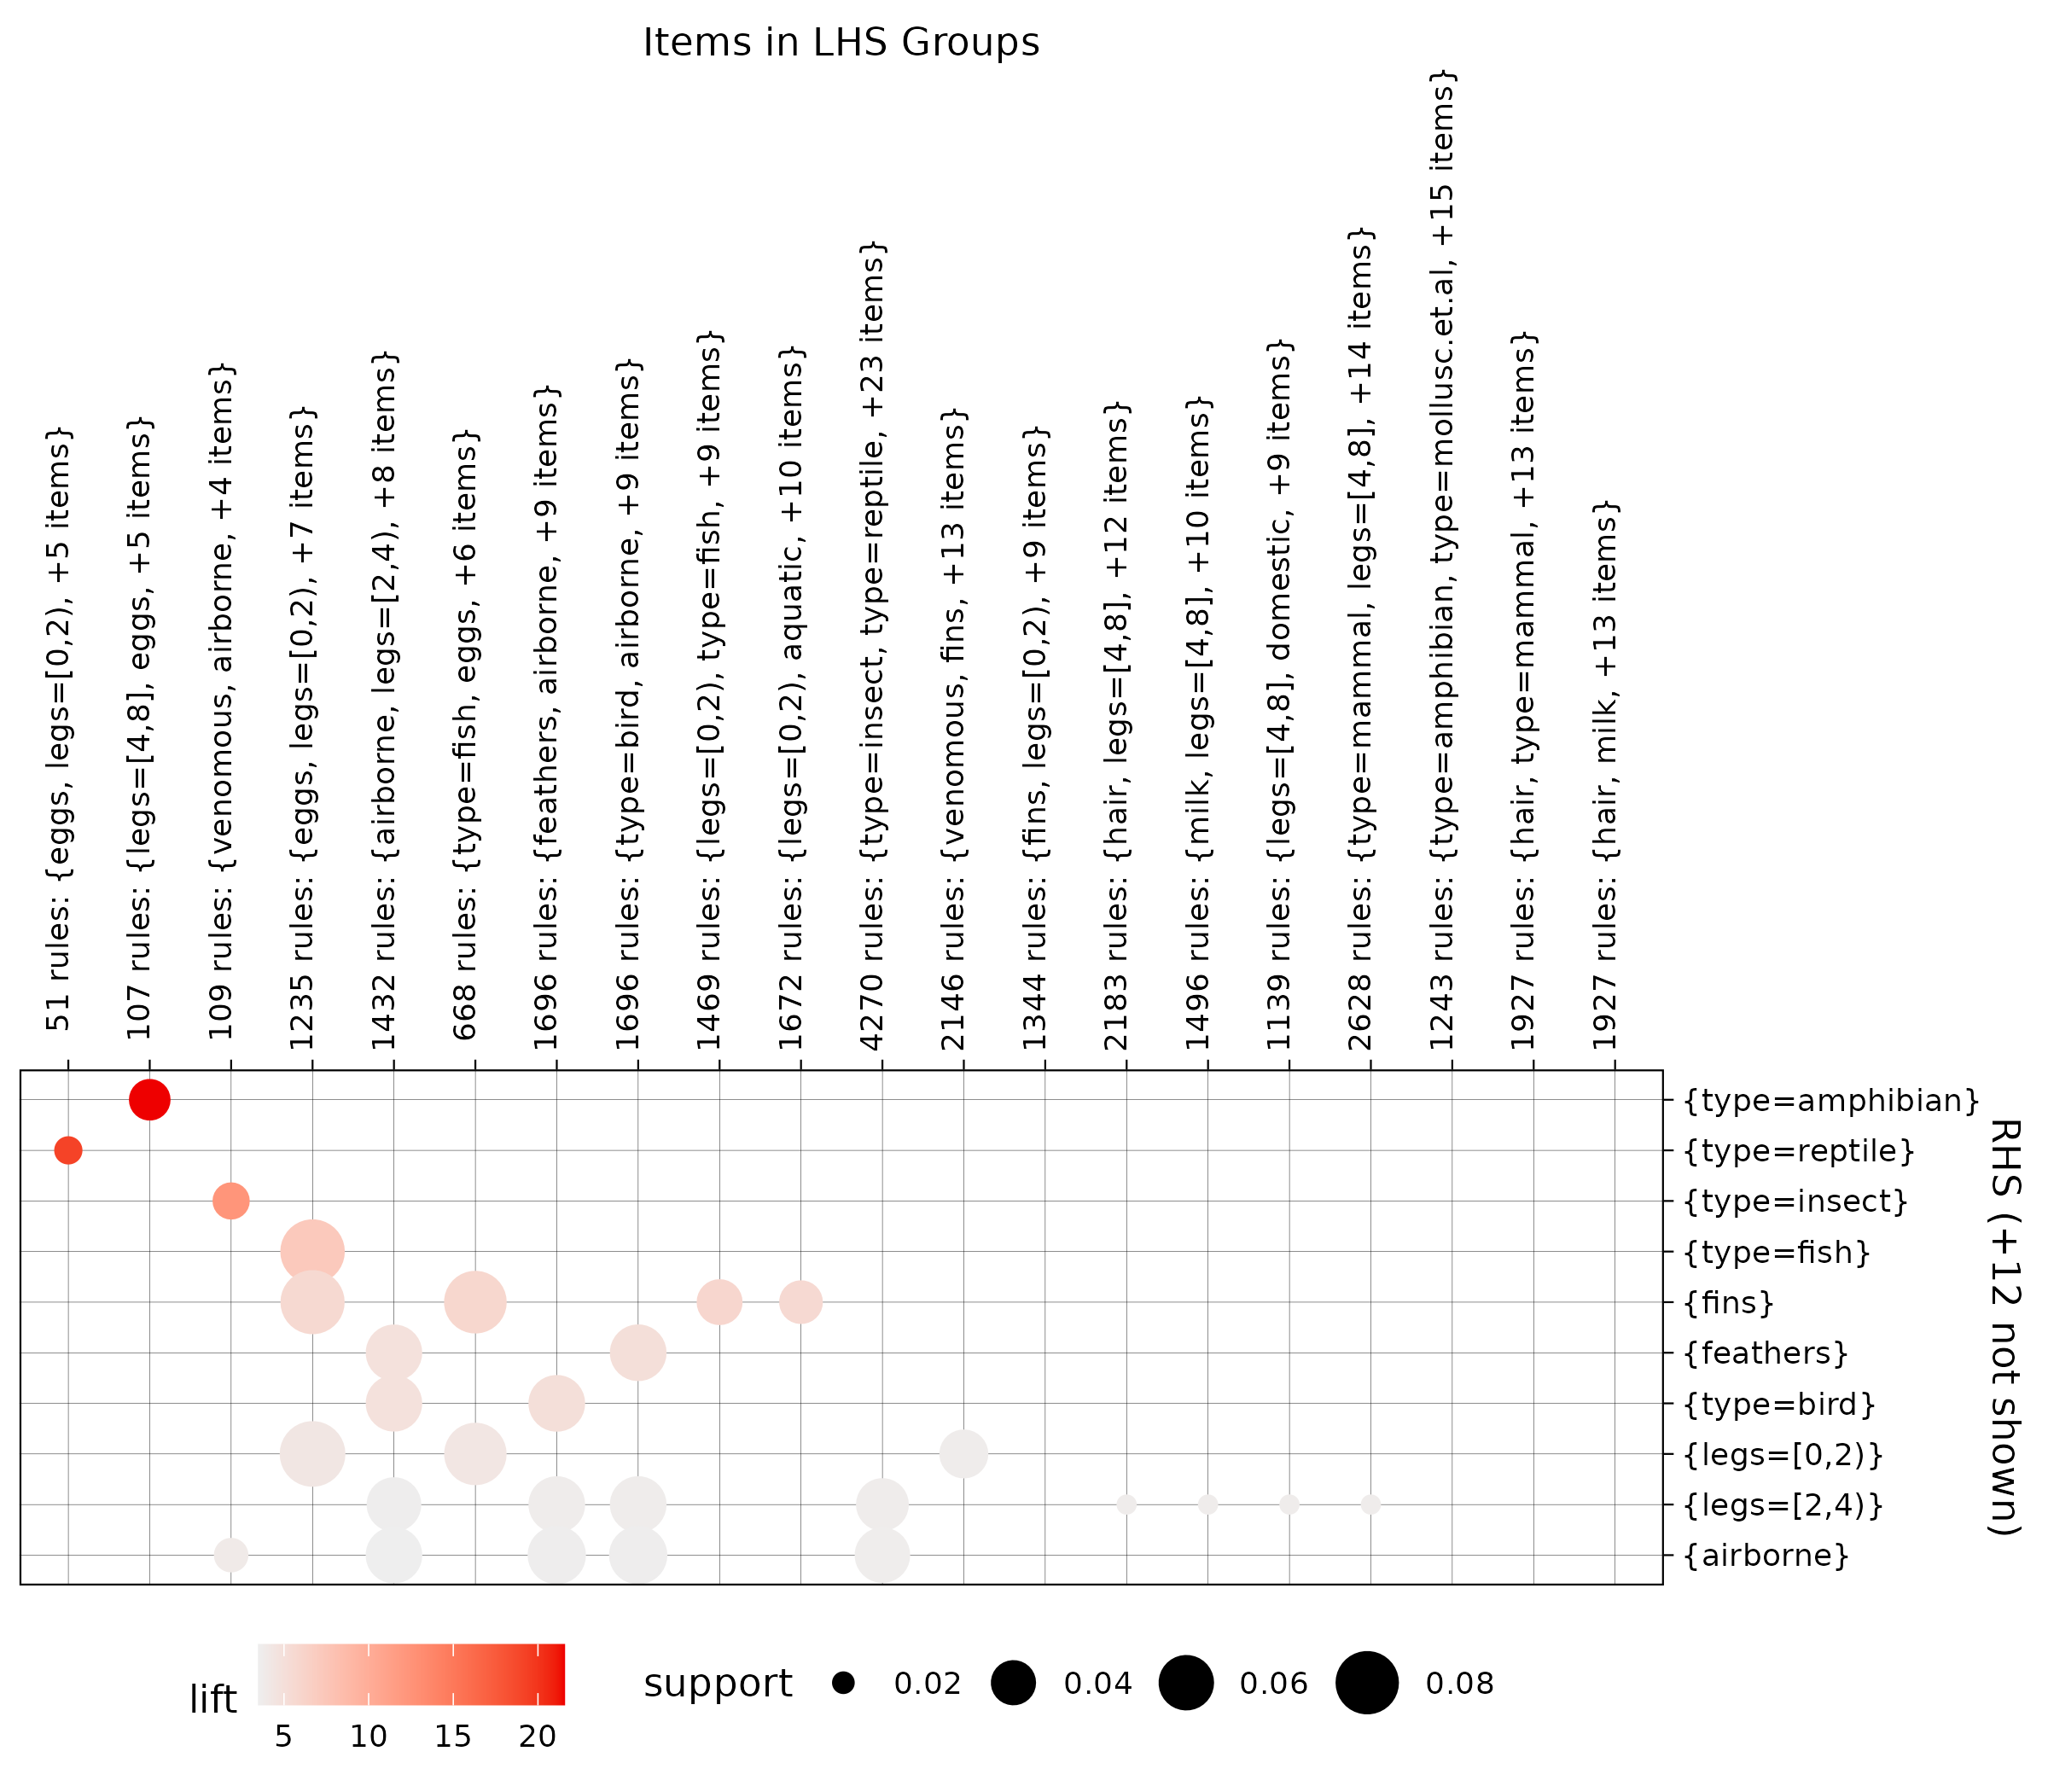 Items in LHS Groups
51 rules: {eggs, legs=[0,2), +5 items}
107 rules: {legs=[4,8], eggs, +5 items}
109 rules: {venomous, airborne, +4 items}
1235 rules: {eggs, legs=[0,2), +7 items}
1432 rules: {airborne, legs=[2,4), +8 items}
668 rules: {type=fish, eggs, +6 items}
1696 rules: {feathers, airborne, +9 items}
1696 rules: {type=bird, airborne, +9 items}
1469 rules: {legs=[0,2), type=fish, +9 items}
1672 rules: {legs=[0,2), aquatic, +10 items}
4270 rules: {type=insect, type=reptile, +23 items}
2146 rules: {venomous, fins, +13 items}
1344 rules: {fins, legs=[0,2), +9 items}
2183 rules: {hair, legs=[4,8], +12 items}
1496 rules: {milk, legs=[4,8], +10 items}
1139 rules: {legs=[4,8], domestic, +9 items}
2628 rules: {type=mammal, legs=[4,8], +14 items}
1243 rules: {type=amphibian, type=mollusc.et.al, +15 items}
1927 rules: {hair, type=mammal, +13 items}
1927 rules: {hair, milk, +13 items}
{type=amphibian}
{type=reptile}
{type=insect}
{type=fish}
{fins}
{feathers}
{type=bird}
{legs=[0,2)}
{legs=[2,4)}
{airborne}
RHS (+12 not shown)
lift
5 10 15 20
support 0.02 0.04 0.06 0.08